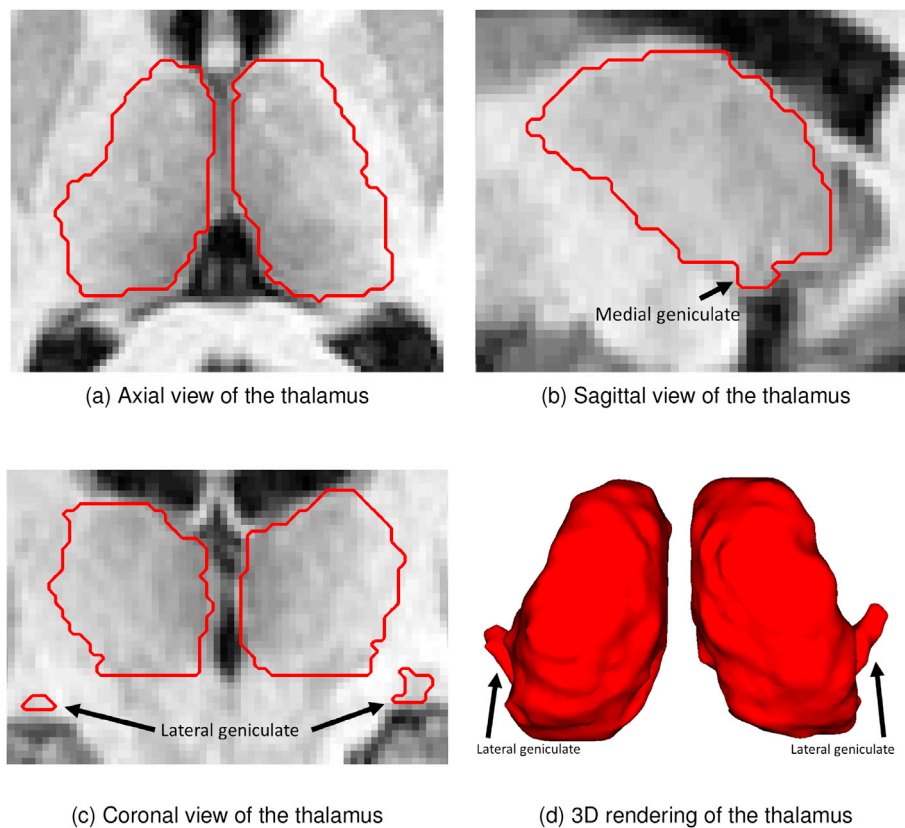 Medial geniculate
(a) Axial view of the thalamus
(b) Sagittal view of the thalamus
Lateral geniculate
Lateral geniculate
Lateral geniculate
(c) Coronal view of the thalamus
(d) 3D rendering of the thalamus